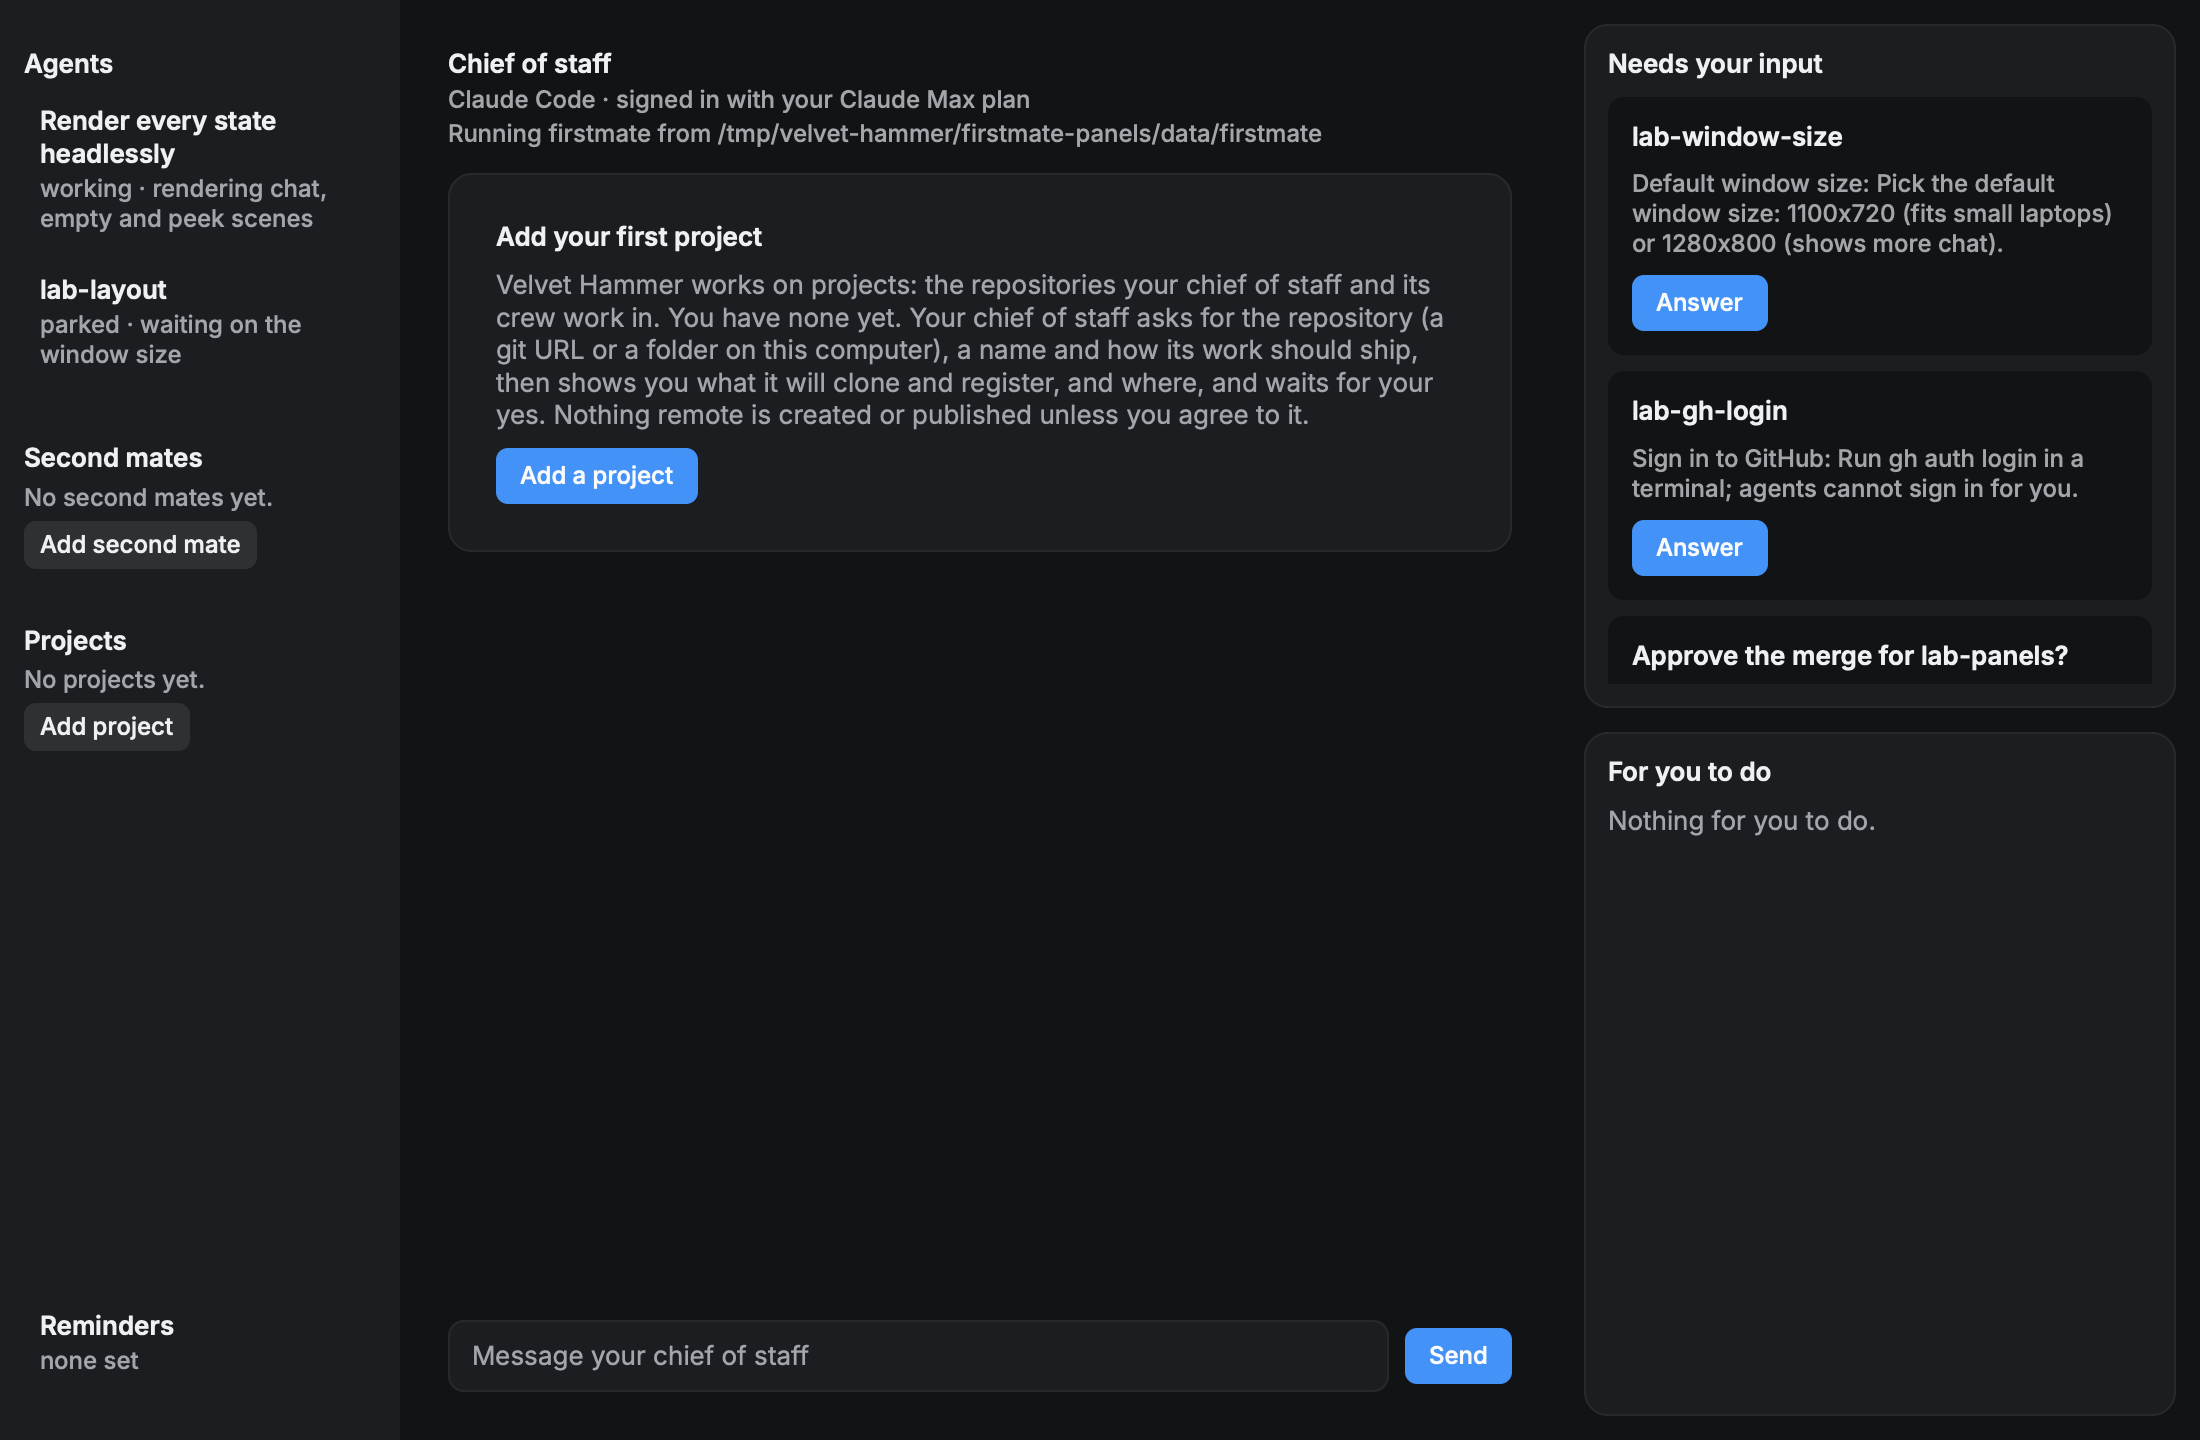 Agents
Render every state
headlessly
working · rendering chat,
empty and peek scenes
lab-layout
parked · waiting on the
window size
Second mates
No second mates yet.
Add second mate
Projects
No projects yet.
Add project
Reminders
none set
Chief of staff
Claude Code · signed in with your Claude Max plan
Running firstmate from /tmp/velvet-hammer/firstmate-panels/data/firstmate
Add your first project
Velvet Hammer works on projects: the repositories your chief of staff and its
crew work in. You have none yet. Your chief of staff asks for the repository (a
git URL or a folder on this computer), a name and how its work should ship,
then shows you what it will clone and register, and where, and waits for your
yes. Nothing remote is created or published unless you agree to it.
Add a project
Message your chief of staff
Send
Needs your input
lab-window-size
Default window size: Pick the default
window size: 1100x720 (fits small laptops)
or 1280x800 (shows more chat).
Answer
lab-gh-login
Sign in to GitHub: Run gh auth login in a
terminal; agents cannot sign in for you.
Answer
Approve the merge for lab-panels?
For you to do
Nothing for you to do.